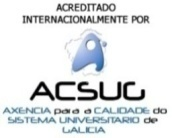 ACREDITADO
INTERNACIONALMENTE POR
ACSUG
AXENCIA para a CALIDADE do
SISTEMA UNIVERSITARIO de
GALICIA